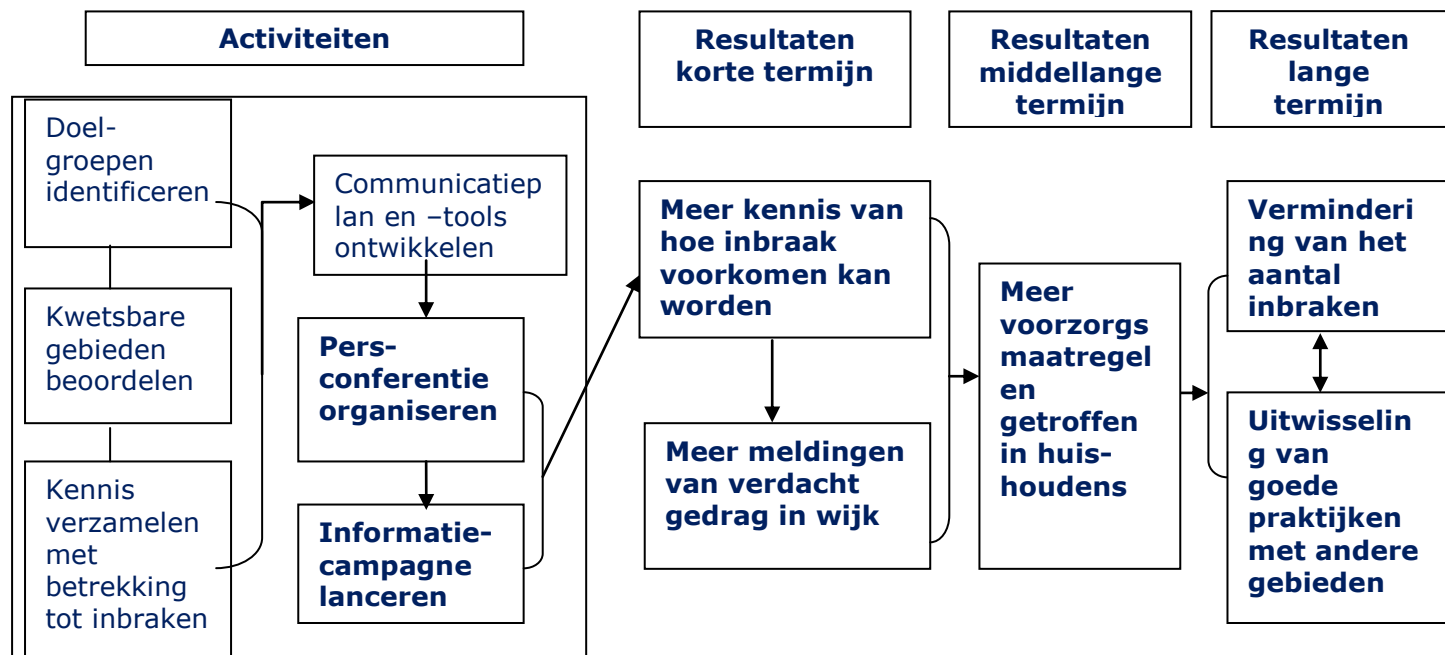 Activiteiten
Resultaten
korte termijn
Resultaten
middellange
termijn
Resultaten
lange
termijn
Doel-
groepen
identificeren
Kwetsbare
gebieden
beoordelen
Kennis
verzamelen
met
betrekking
tot inbraken
Communicatiep
lan en –tools
ontwikkelen
Pers-
conferentie
organiseren
Informatie-
campagne
lanceren
Meer kennis van
hoe inbraak
voorkomen kan
worden
Meer meldingen
van verdacht
gedrag in wijk
Meer
voorzorgs
maatregel
en
getroffen
in huis-
houdens
Verminderi
ng van het
aantal
inbraken
Uitwisselin
g van
goede
praktijken
met andere
gebieden